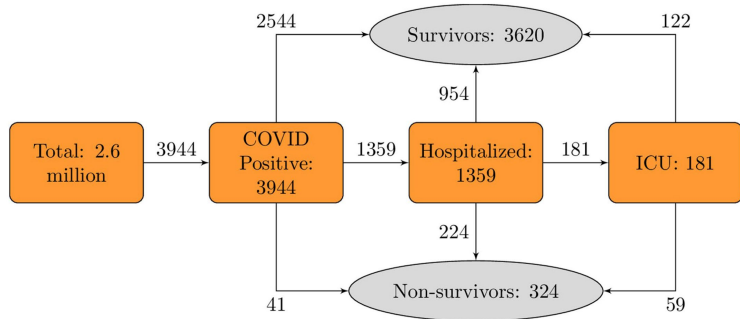 2544
122
Survivors: 3620
954
Total: 2.6
million
3944
COVID
Positive:
3944
1359
Hospitalized:
1359
181
ICU: 181
224
41
Non-survivors: 324
59